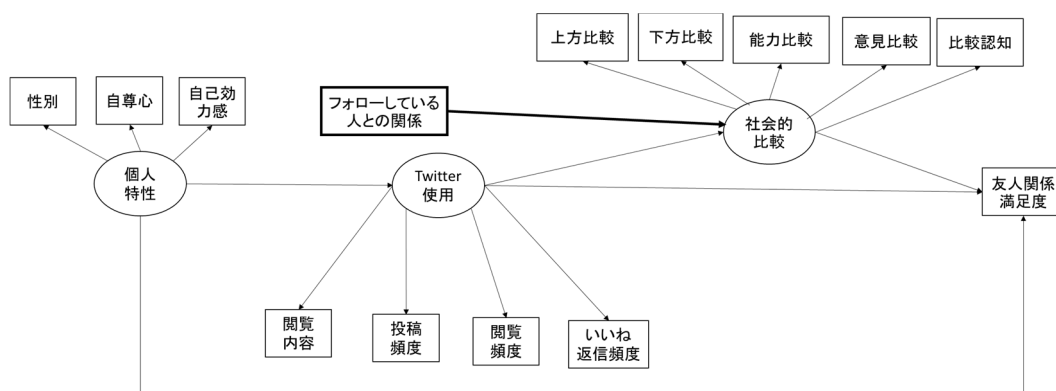 上方比較
下方比較
能力比較
意見比較
比較認知
性別
自尊心
自己効
力感
フォローしている
人との関係
社会的
比較
個人
特性
Twitter
使用
友人関係
満足度
閲覧
内容
投稿
頻度
閲覧
頻度
いいね
返信頻度